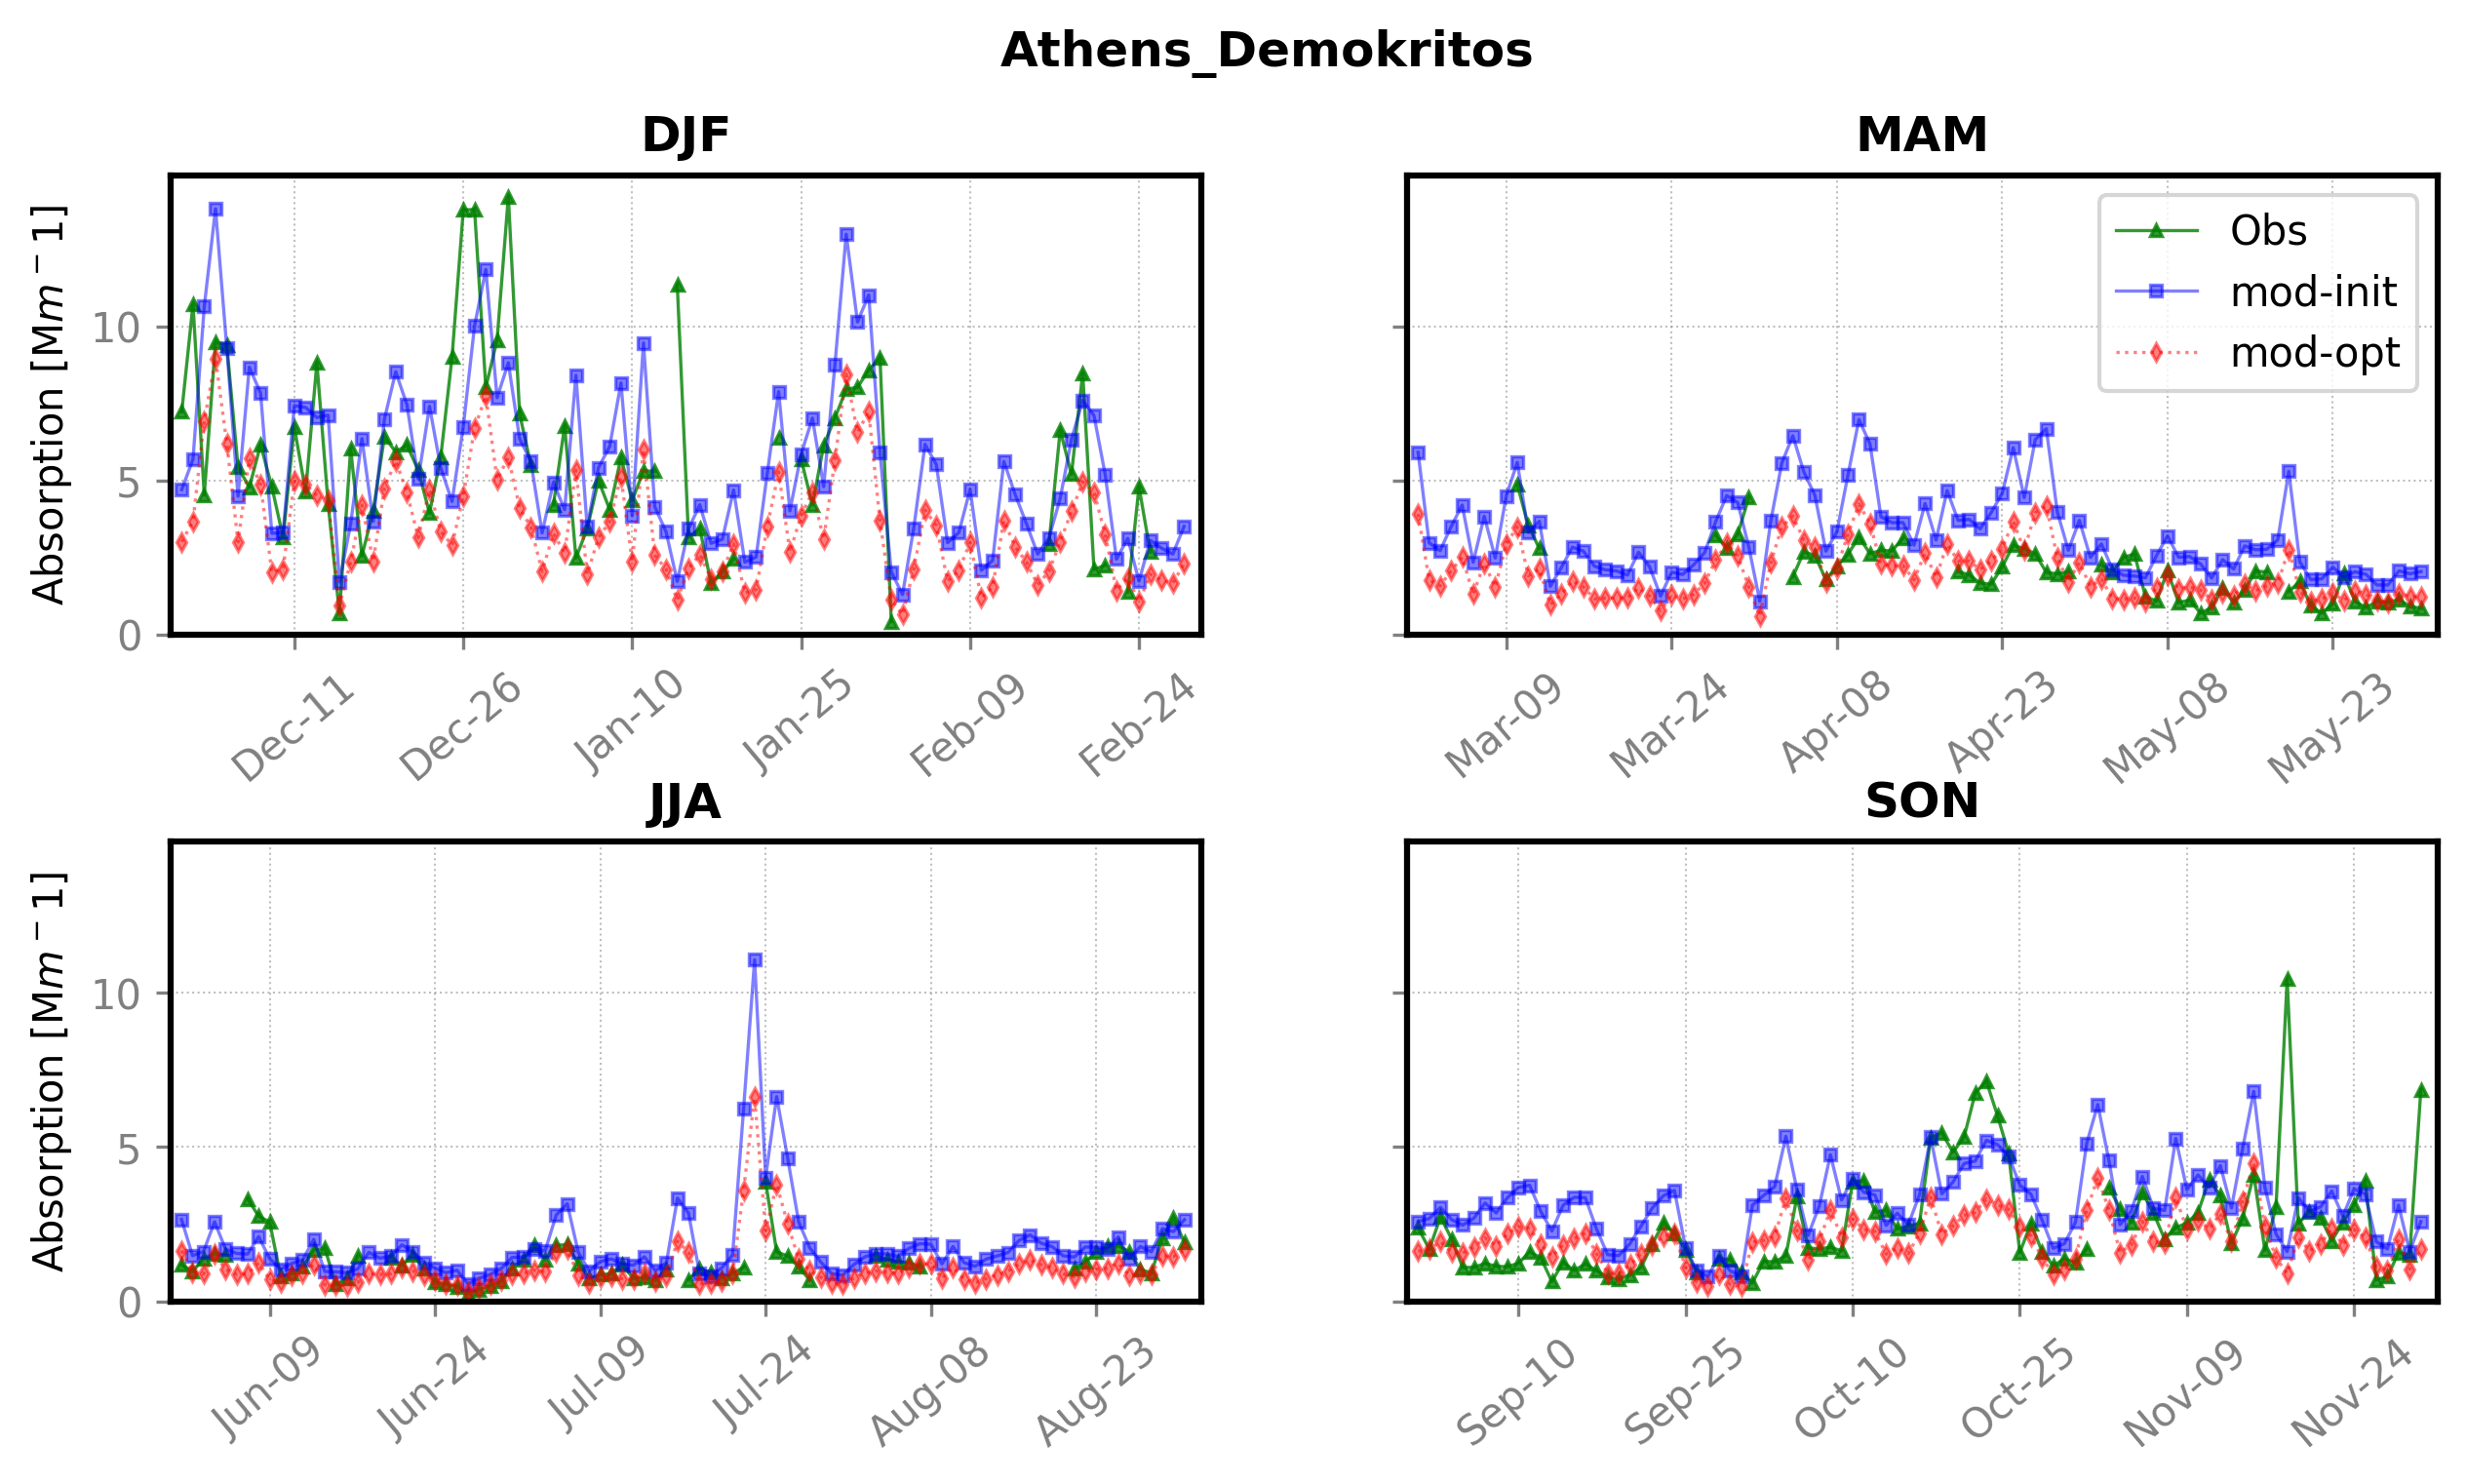 Athens_Demokritos
DJF
MAM
Absorption [Mm − 1]
10
5
0
Obs
mod-init
mod-opt
Dec-11
Dec-26
Jan-10
Jan-25
Feb-09
Feb-24
Mar-09
Mar-24
Apr-08
Apr-23
May-08
May-23
JJA
SON
Absorption [Mm − 1]
10
5
0
Jun-09
Jun-24
Jul-09
Jul-24
Aug-08
Aug-23
Sep-10
Sep-25
Oct-10
Oct-25
Nov-09
Nov-24